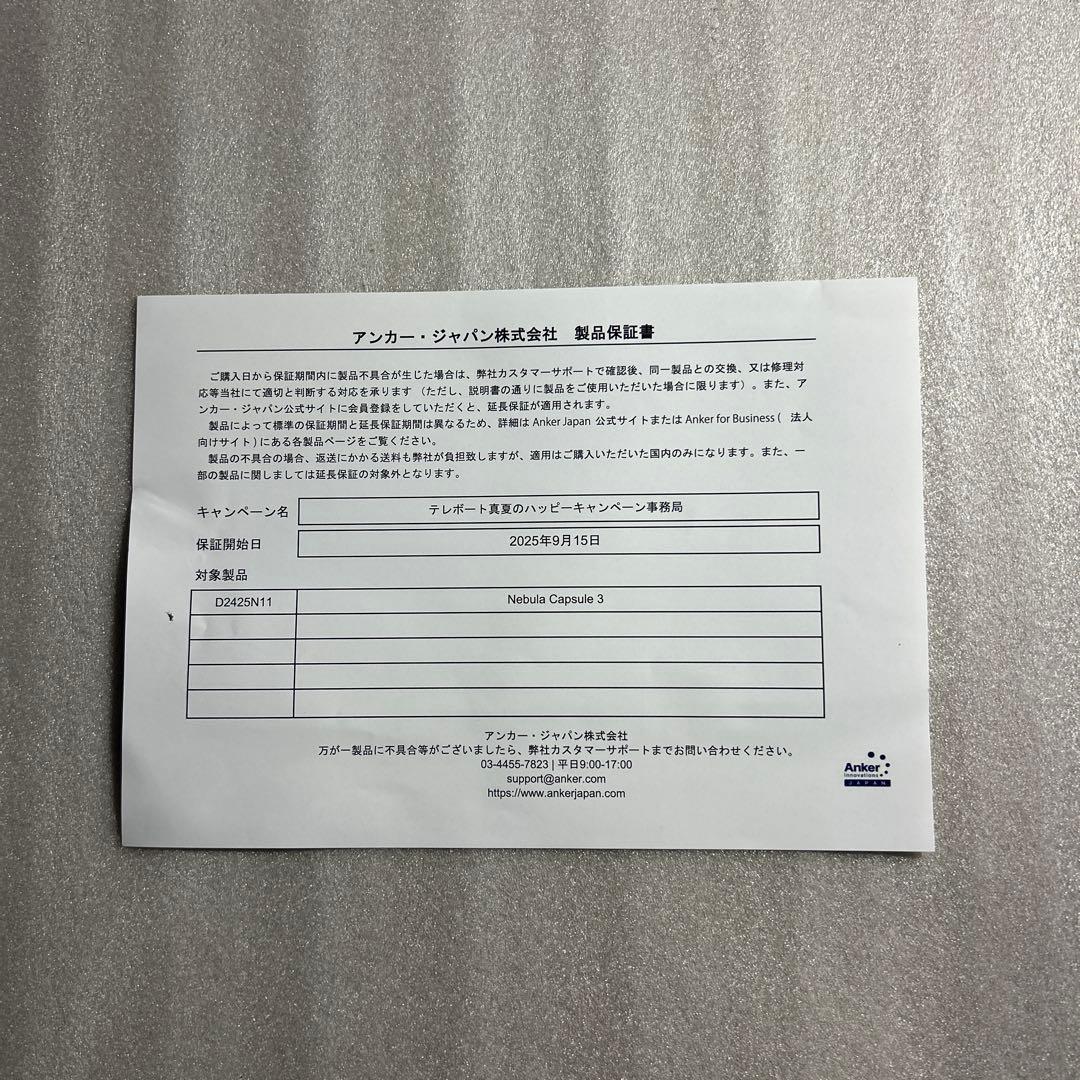 アンカー・ジャパン株式会社　製品保証書
ご購入日から保証期間内に製品不具合が生じた場合は、弊社カスタマーサポートで確認後、同一製品との交換、又は修理対
応等当社にて適切と判断する対応を承ります（ただし、説明書の通りに製品をご使用いただいた場合に限ります）。また、ア
ンカー・ジャパン公式サイトに会員登録をしていただくと、延長保証が適用されます。
製品によって標準の保証期間と延長保証期間は異なるため、詳細は Anker Japan 公式サイトまたは Anker for Business ( 法人
向けサイト ) にある各製品ページをご覧ください。
製品の不具合の場合、返送にかかる送料も弊社が負担致しますが、適用はご購入いただいた国内のみになります。また、一
部の製品に関しましては延長保証の対象外となります。
キャンペーン名 テレボート真夏のハッピーキャンペーン事務局
保証開始日 2025年9月15日
対象製品
D2425N11 Nebula Capsule 3
アンカー・ジャパン株式会社
万が一製品に不具合等がございましたら、弊社カスタマーサポートまでお問い合わせください。
03-4455-7823 | 平日9:00-17:00
support@anker.com
https://www.ankerjapan.com
Anker
Innovations
JAPAN